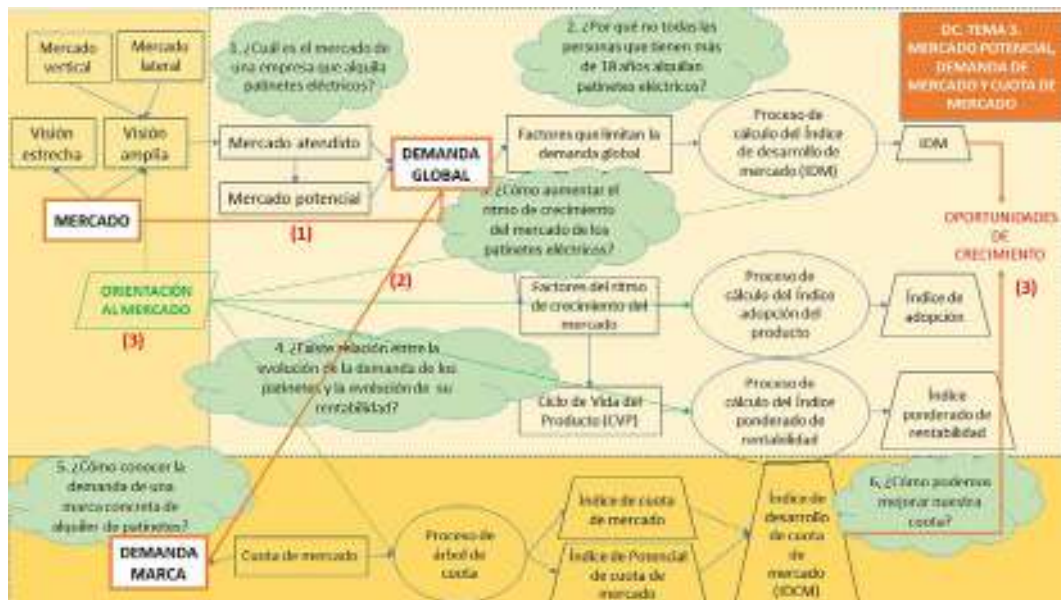 Mercado
vertical
Mercado
lateral
1. ¿Cuál es el mercado de
una empresa que alquila
patinetes eléctricos?
2. ¿Por qué no todas las
personas que tienen más
de 18 años alquilan
patinetes eléctricos?
DC. TEMA 3.
MERCADO POTENCIAL,
DEMANDA DE
MERCADO Y CUOTA DE
MERCADO
Visión
estrecha
Visión
amplia
Mercado atendido
Mercado potencial
DEMANDA
GLOBAL
Factores que limitan la
demanda global
Proceso de
cálculo del Índice
de desarrollo de
mercado (IDM)
IDM
MERCADO
(1)
3. ¿Cómo aumentar el
ritmo de crecimiento
del mercado de los
patinetes eléctricos?
OPORTUNIDADES
DE
CRECIMIENTO
(3)
ORIENTACIÓN
AL MERCADO
(3)
(2)
Factores del ritmo
de crecimiento del
mercado
Proceso de
cálculo del Índice
adopción del
producto
Índice de
adopción
4. ¿Existe relación entre la
evolución de la demanda de los
patinetes y la evolución de su
rentabilidad?
Ciclo de Vida del
Producto (CVP)
Proceso de
cálculo del Índice
ponderado de
rentabilidad
Índice
ponderado de
rentabilidad
5. ¿Cómo conocer la
demanda de una
marca concreta de
alquiler de patinetes?
DEMANDA
MARCA
Cuota de mercado
Proceso de
árbol de
cuota
Índice de cuota
de mercado
Índice de Potencial
de cuota de
mercado
Índice de
desarrollo
de cuota
de
mercado
(IDCM)
6. ¿Cómo podemos
mejorar nuestra
cuota?